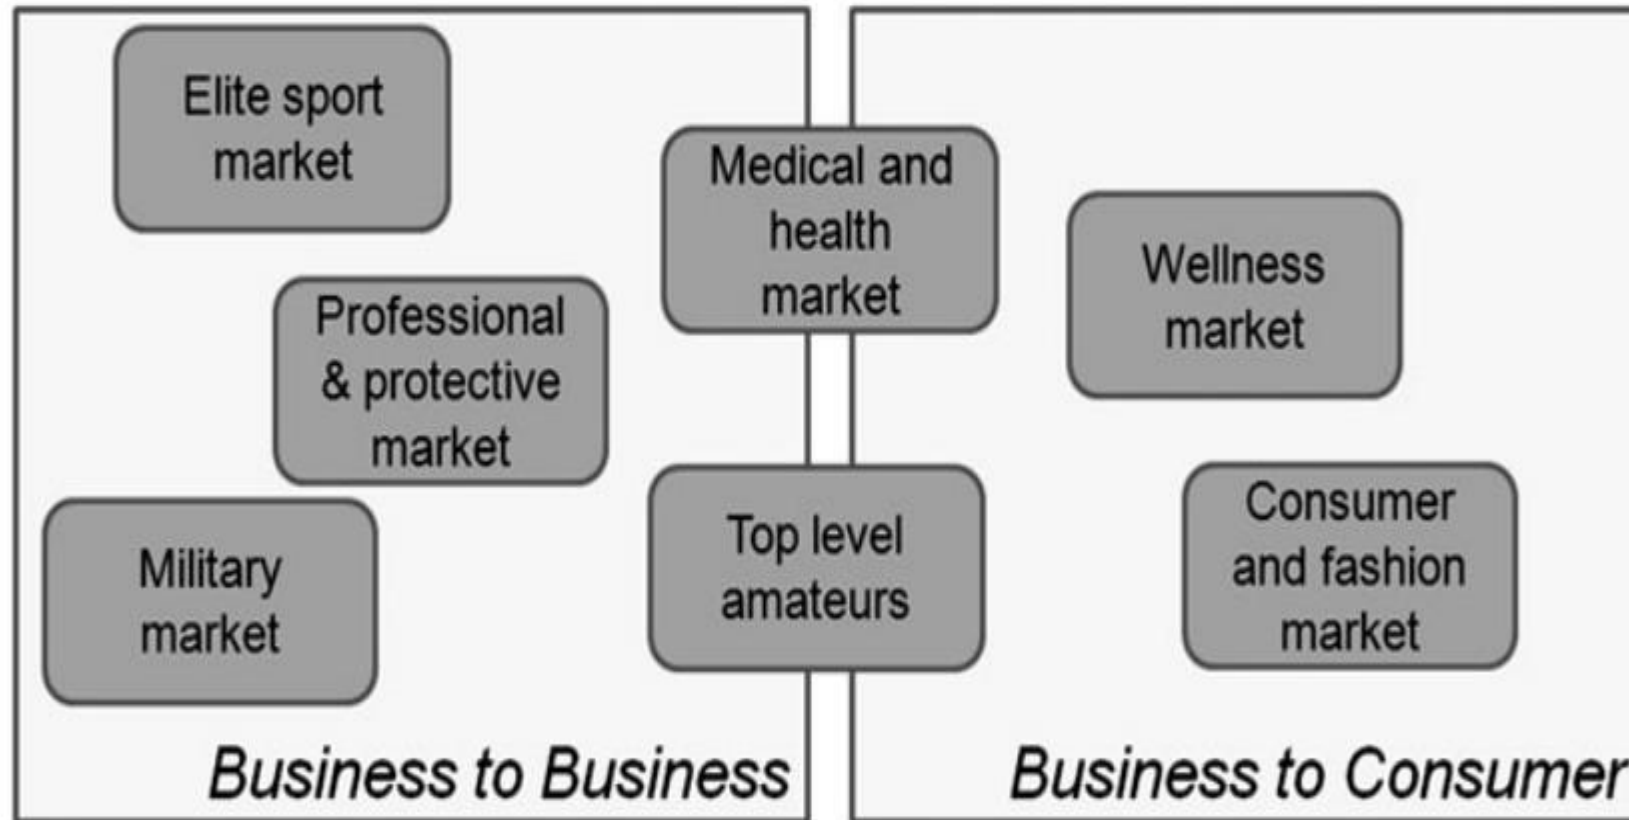 Elite sport
market
Professional
& protective
market
Military
market
Medical and
health
market
Top level
amateurs
Wellness
market
Consumer
and fashion
market
Business to Business
Business to Consumer